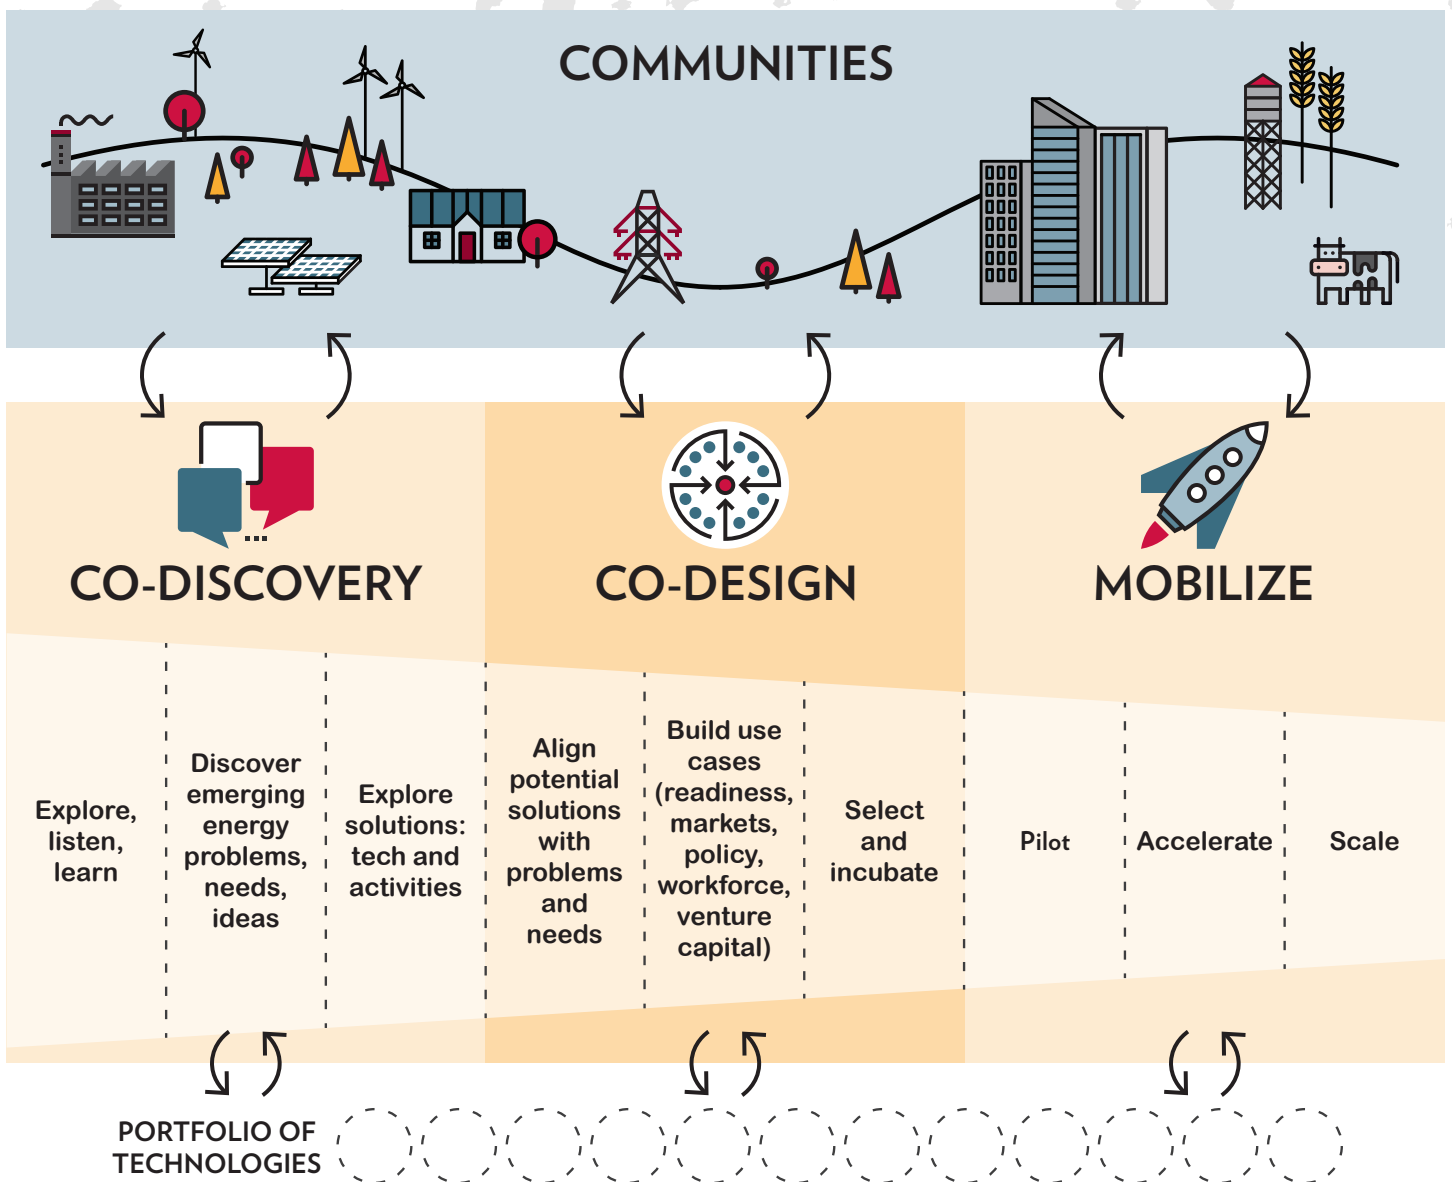 COMMUNITIES
CO-DISCOVERY
CO-DESIGN
MOBILIZE
Explore,
listen,
learn
Discover
emerging
energy
problems,
needs,
ideas
Explore
solutions:
tech and
activities
Align
potential
solutions
with
problems
and
needs
Build use
cases
(readiness,
markets,
policy,
workforce,
venture
capital)
Select
and
incubate
Pilot
Accelerate
Scale
PORTFOLIO OF
TECHNOLOGIES